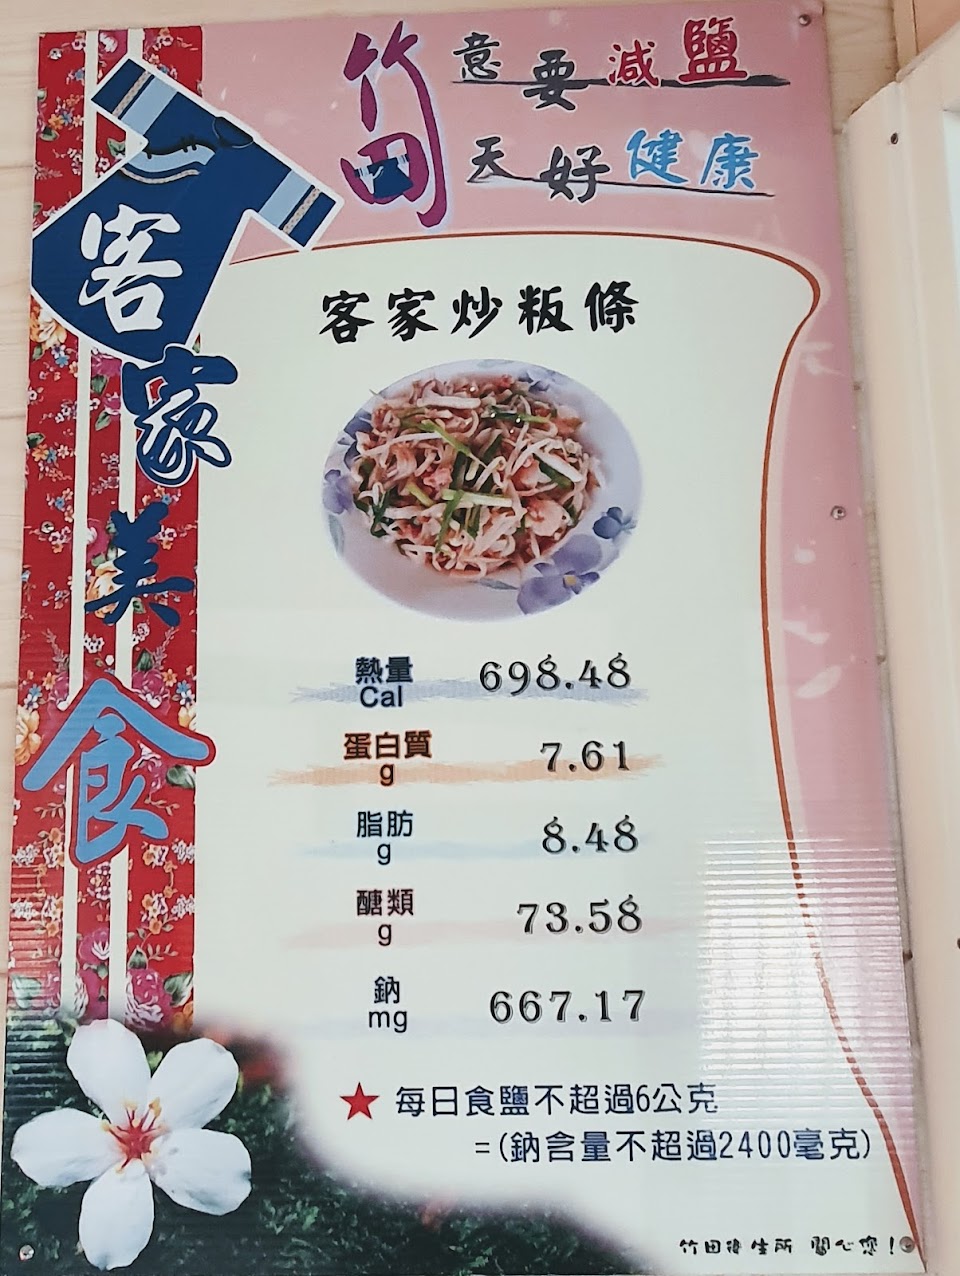 竹意要減鹽
田天好健康
客家美食
客家炒粄條
熱量 698.48
Cal
蛋白質 7.61
g
脂肪 8.48
g
醣類 73.58
g
鈉 667.17
mg
★每日食鹽不超過6公克
=(鈉含量不超過2400毫克)
竹田衛生所 關心您!